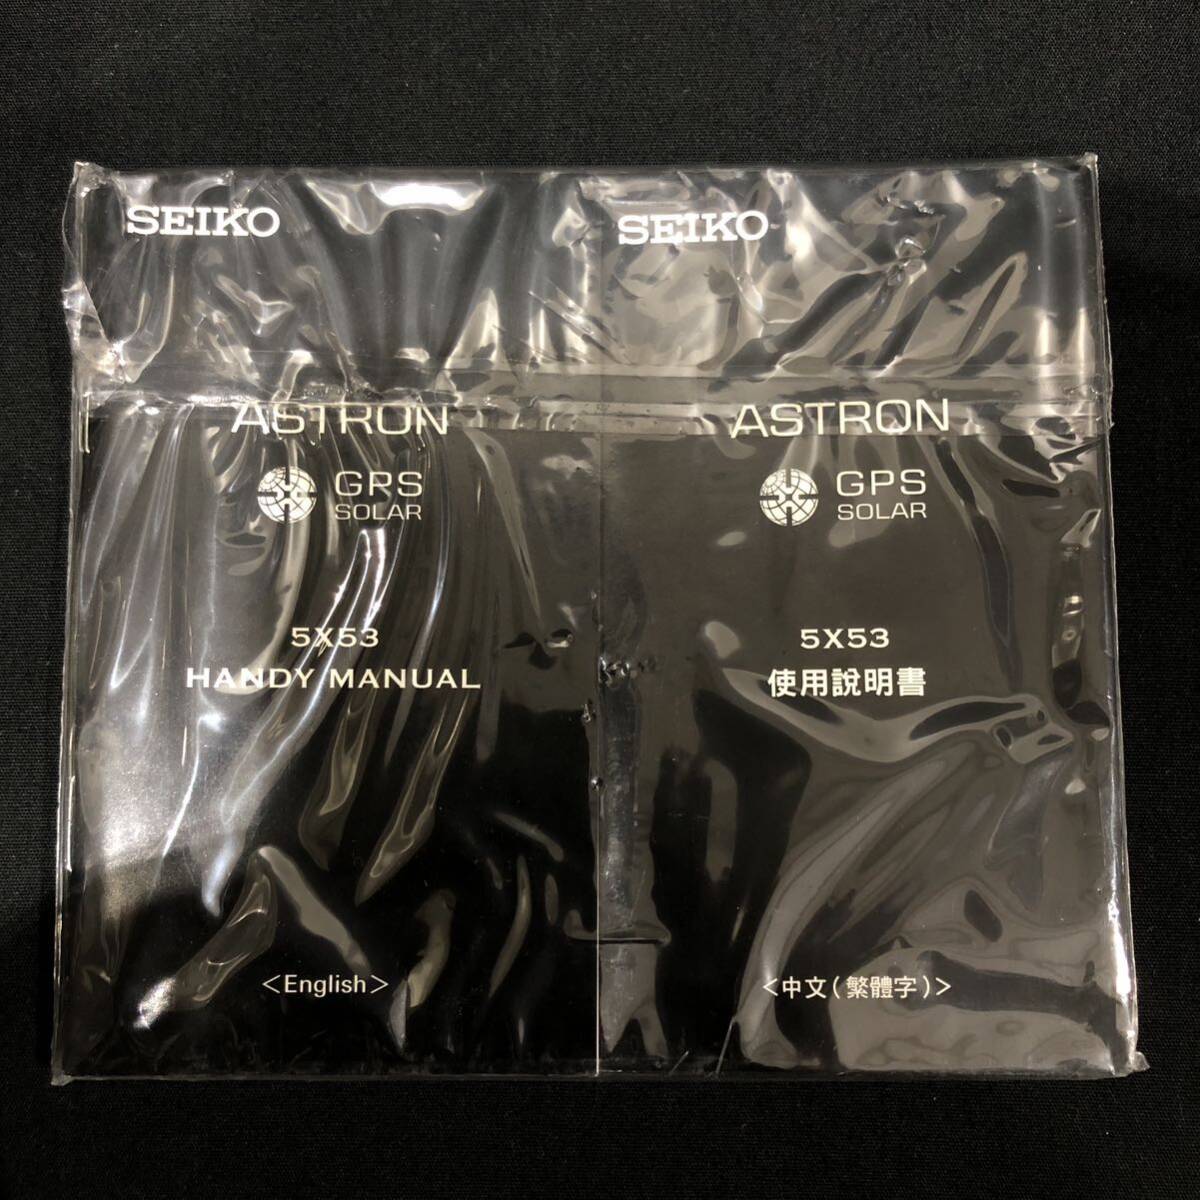 SEIKO
ASTRON
GPS
SOLAR
5X53
HANDY MANUAL
<English>
SEIKO
ASTRON
GPS
SOLAR
5X53
使用說明書
<中文(繁體字)>